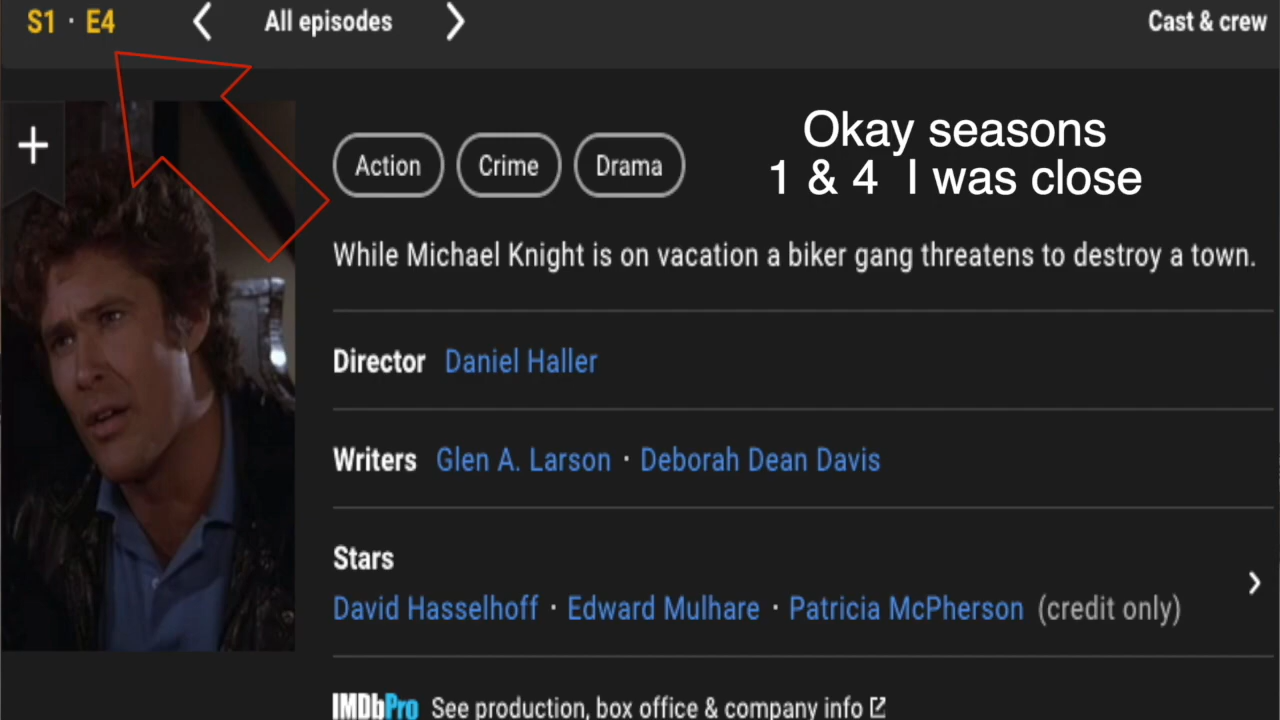 S1 · E4 All episodes Cast & crew
Okay seasons
1 & 4 I was close
Action Crime Drama
While Michael Knight is on vacation a biker gang threatens to destroy a town.
Director Daniel Haller
Writers Glen A. Larson · Deborah Dean Davis
Stars
David Hasselhoff · Edward Mulhare · Patricia McPherson (credit only)
IMDbPro See production, box office & company info